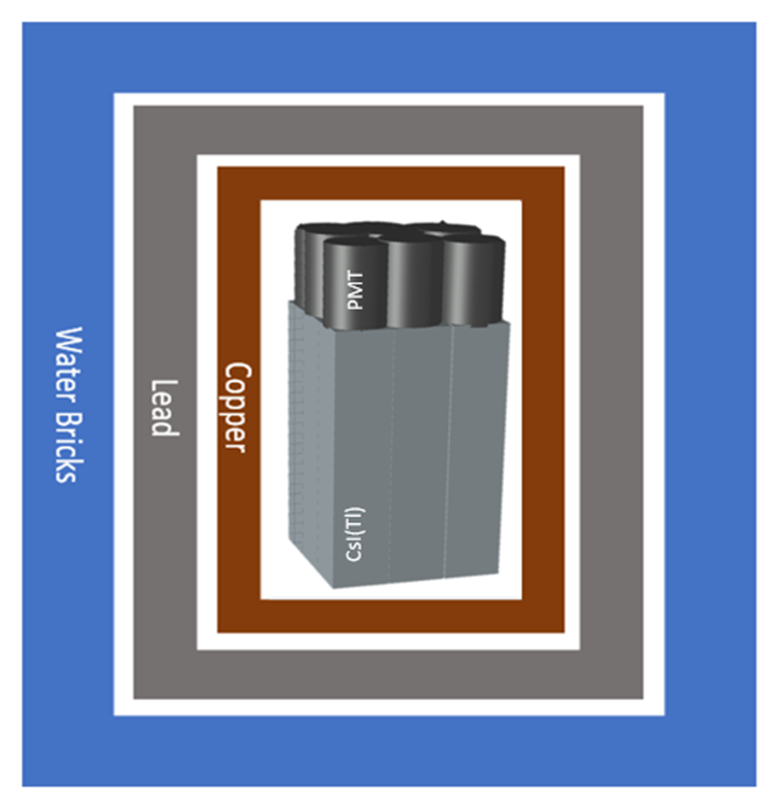 Water Bricks
Lead
Copper
PMT
CsI(Tl)